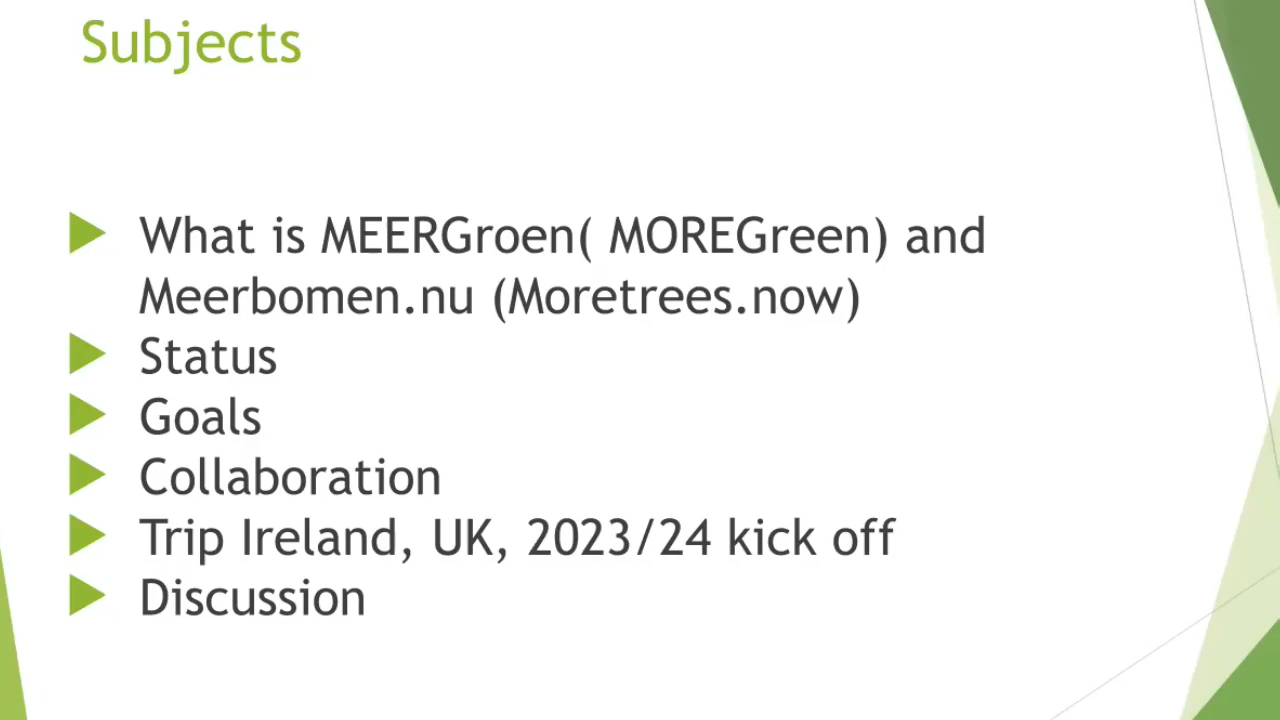 Subjects
What is MEERGroen( MOREGreen) and
Meerbomen.nu (Moretrees.now)
Status
Goals
Collaboration
Trip Ireland, UK, 2023/24 kick off
Discussion